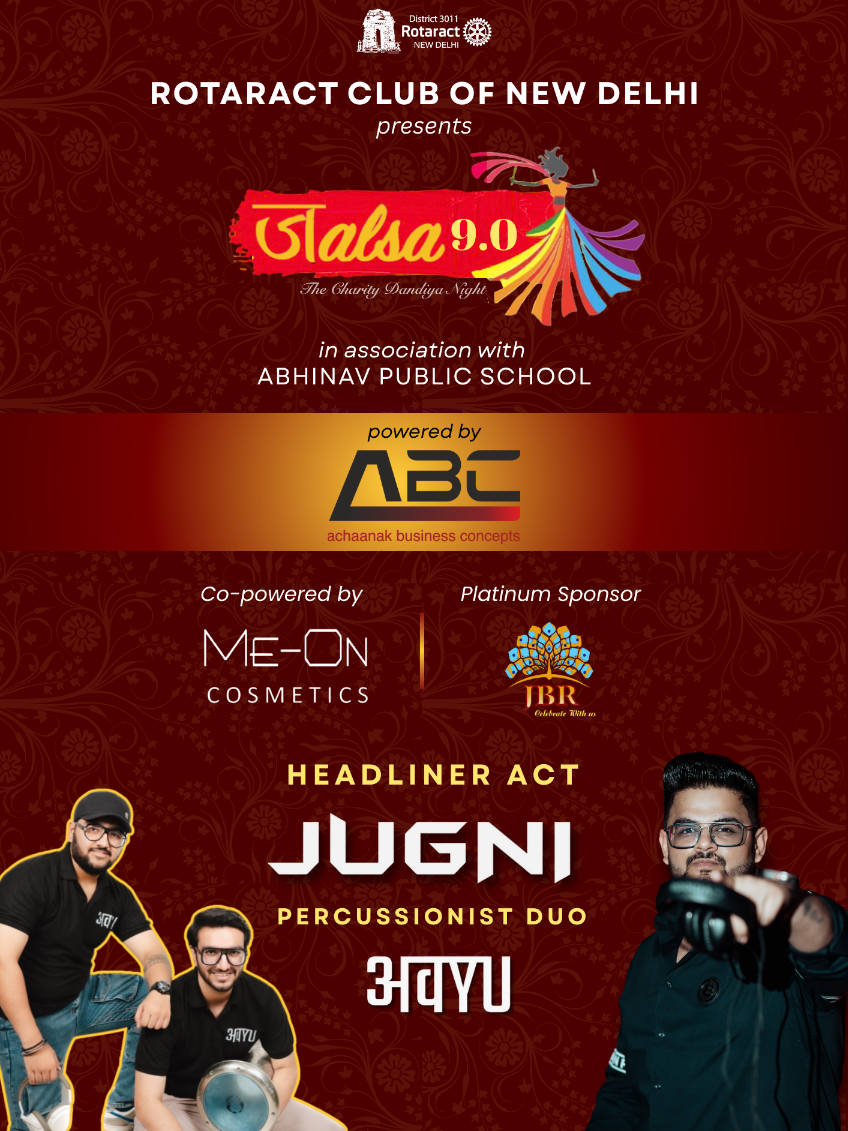 District 3011
Rotaract
NEW DELHI
ROTARACT CLUB OF NEW DELHI
presents
जalsa 9.0
The Charity Dandiya Night
in association with
ABHINAV PUBLIC SCHOOL
powered by
ABC
achaanak business concepts
Co-powered by
ME-ON
COSMETICS
Platinum Sponsor
JBR
Celebrate With us
HEADLINER ACT
JUGNI
PERCUSSIONIST DUO
अवYU
अवYU